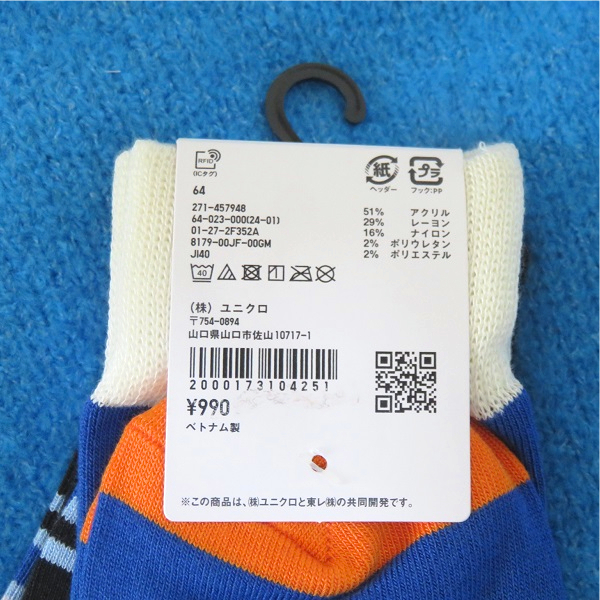 RFID
(ICタグ)
紙
ヘッダー
プラ
フック:PP
64
271-457948
64-023-000(24-01)
01-27-2F352A
8179-00JF-00GM
JI40
51% アクリル
29% レーヨン
16% ナイロン
2% ポリウレタン
2% ポリエステル
40
(株) ユニクロ
〒754-0894
山口県山口市佐山10717-1
2000173104251
¥990
ベトナム製
※この商品は、㈱ユニクロと東レ㈱の共同開発です。